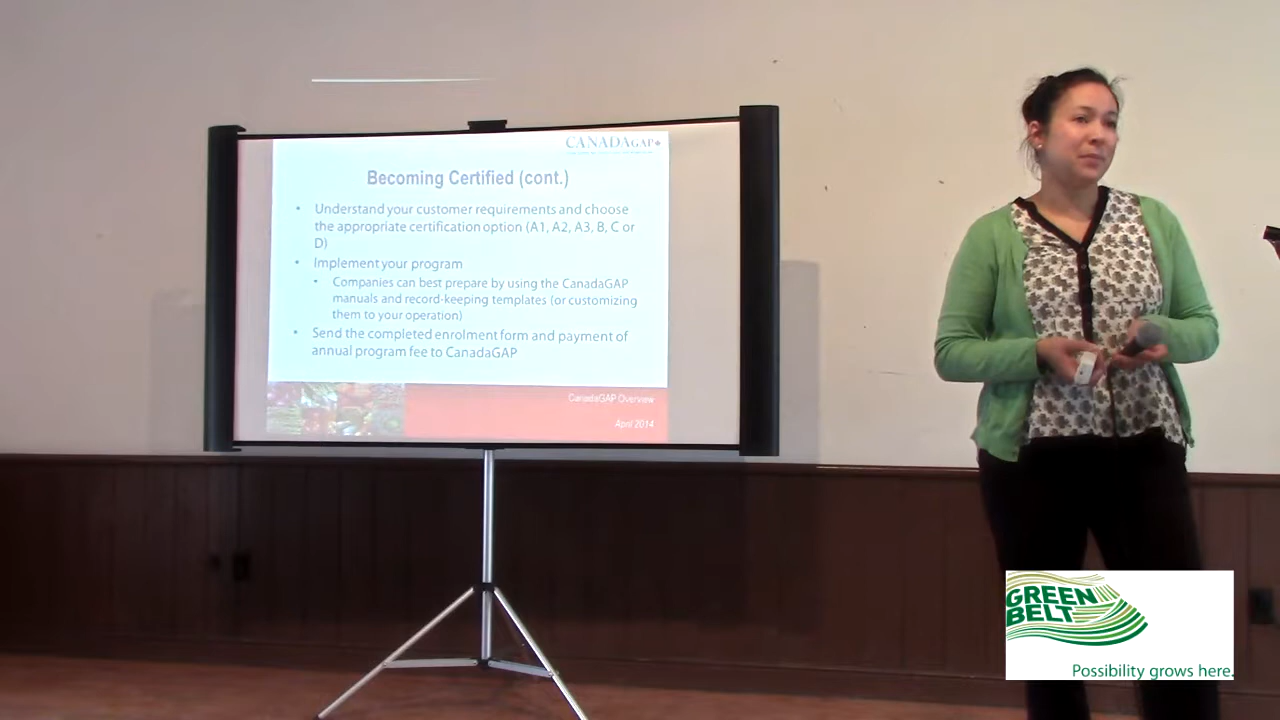 CANADAGAP
Becoming Certified (cont.)
• Understand your customer requirements and choose
the appropriate certification option (A1, A2, A3, B, C or
D)
• Implement your program
• Companies can best prepare by using the CanadaGAP
manuals and record-keeping templates (or customizing
them to your operation)
• Send the completed enrolment form and payment of
annual program fee to CanadaGAP
CanadaGAP Overview
April 2014
GREEN
BELT
Possibility grows here.